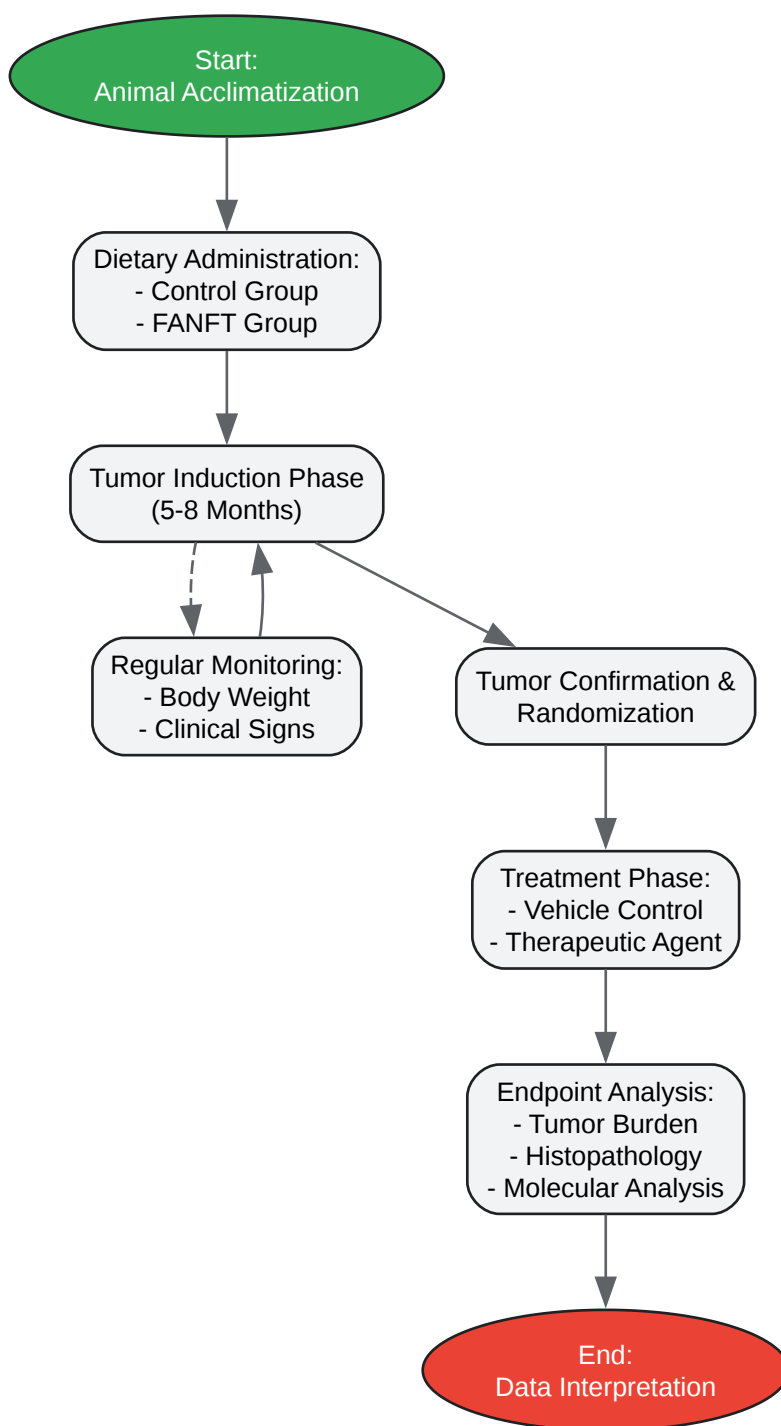 Start:
Animal Acclimatization
Dietary Administration:
- Control Group
- FANFT Group
Tumor Induction Phase
(5-8 Months)
Regular Monitoring:
- Body Weight
- Clinical Signs
Tumor Confirmation &
Randomization
Treatment Phase:
- Vehicle Control
- Therapeutic Agent
Endpoint Analysis:
- Tumor Burden
- Histopathology
- Molecular Analysis
End:
Data Interpretation